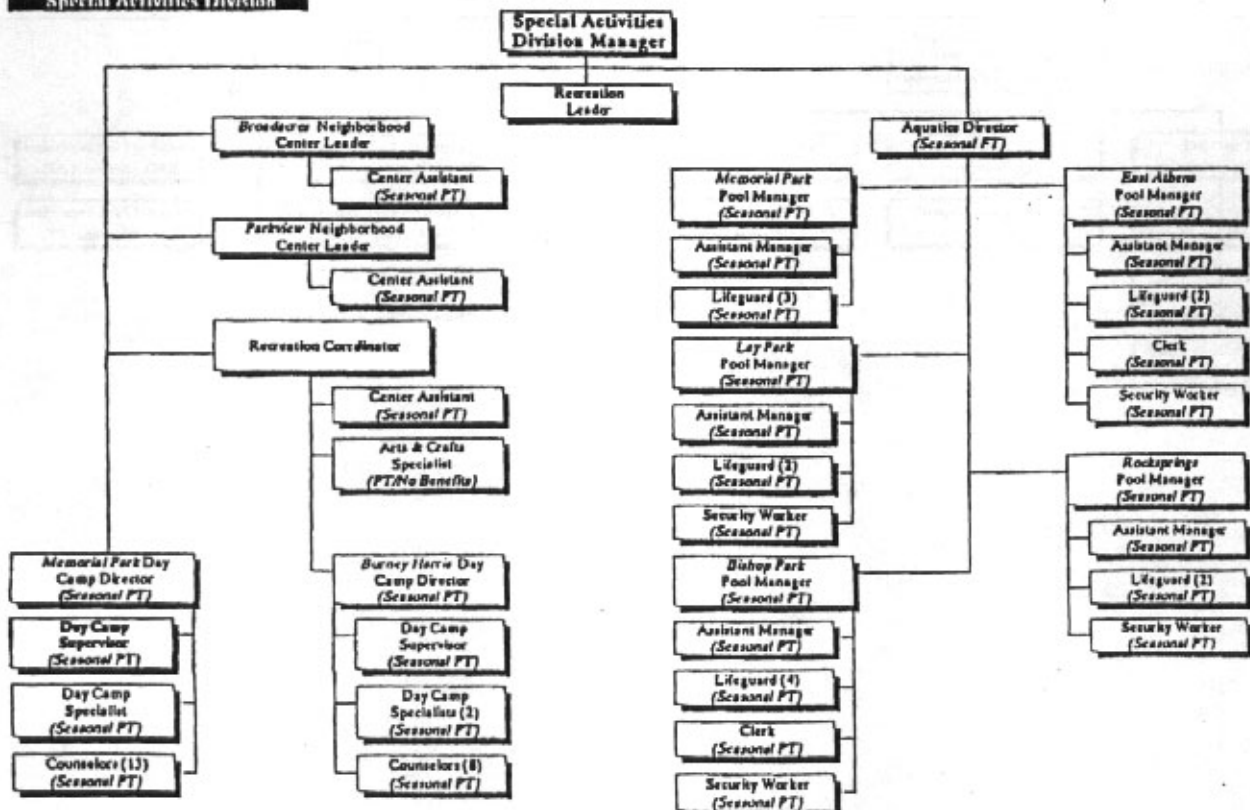 Special Activities Division
Special Activities
Division Manager
Recreation
Leader
Broadacres Neighborhood
Center Leader
Center Assistant
(Seasonal PT)
Parkview Neighborhood
Center Leader
Center Assistant
(Seasonal PT)
Recreation Coordinator
Center Assistant
(Seasonal PT)
Arts & Crafts
Specialist
(PT/No Benefits)
Memorial Park Day
Camp Director
(Seasonal PT)
Day Camp
Supervisor
(Seasonal PT)
Day Camp
Specialist
(Seasonal PT)
Counselors (13)
(Seasonal PT)
Burney Harris Day
Camp Director
(Seasonal PT)
Day Camp
Supervisor
(Seasonal PT)
Day Camp
Specialists (2)
(Seasonal PT)
Counselors (8)
(Seasonal PT)
Aquatics Director
(Seasonal FT)
Memorial Park
Pool Manager
(Seasonal PT)
Assistant Manager
(Seasonal PT)
Lifeguard (3)
(Seasonal PT)
Lay Park
Pool Manager
(Seasonal PT)
Assistant Manager
(Seasonal PT)
Lifeguard (2)
(Seasonal PT)
Security Worker
(Seasonal PT)
Bishop Park
Pool Manager
(Seasonal PT)
Assistant Manager
(Seasonal PT)
Lifeguard (4)
(Seasonal PT)
Clerk
(Seasonal PT)
Security Worker
(Seasonal PT)
East Athens
Pool Manager
(Seasonal PT)
Assistant Manager
(Seasonal PT)
Lifeguard (2)
(Seasonal PT)
Clerk
(Seasonal PT)
Security Worker
(Seasonal PT)
Rocksprings
Pool Manager
(Seasonal PT)
Assistant Manager
(Seasonal PT)
Lifeguard (2)
(Seasonal PT)
Security Worker
(Seasonal PT)